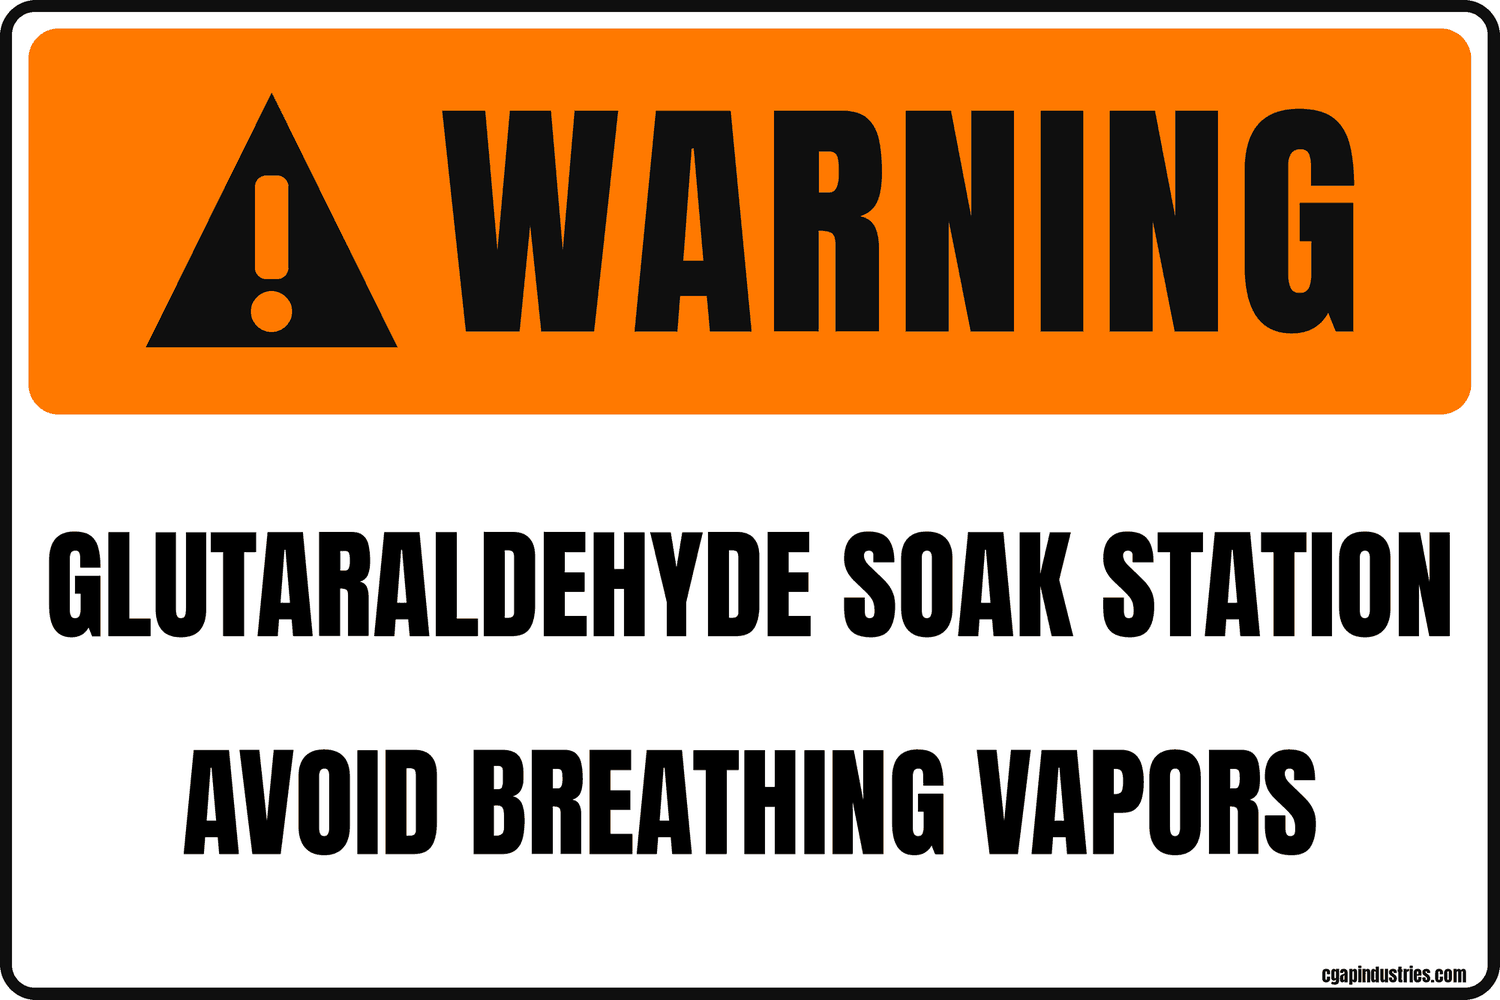 WARNING
GLUTARALDEHYDE SOAK STATION
AVOID BREATHING VAPORS
cgapindustries.com